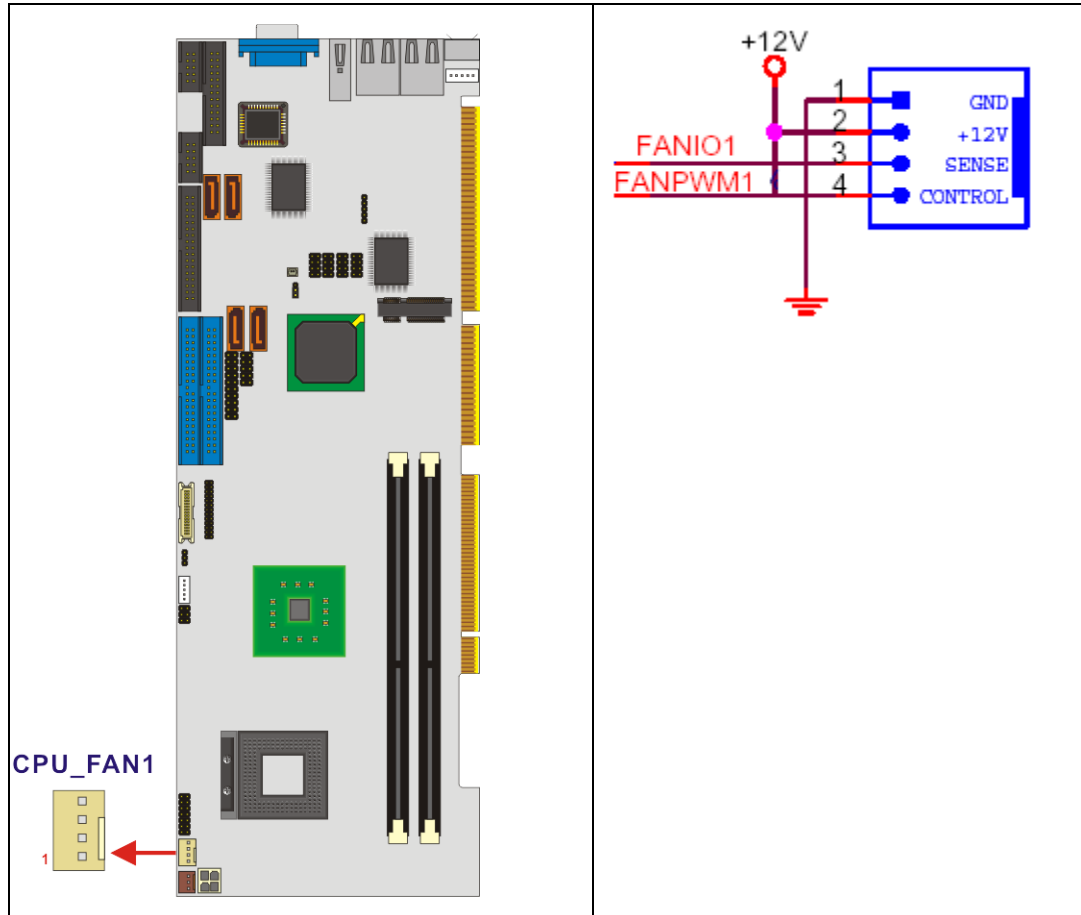 CPU_FAN1
1
+12V
1
GND
2
+12V
FANIO1
3
SENSE
FANPWM1
4
CONTROL